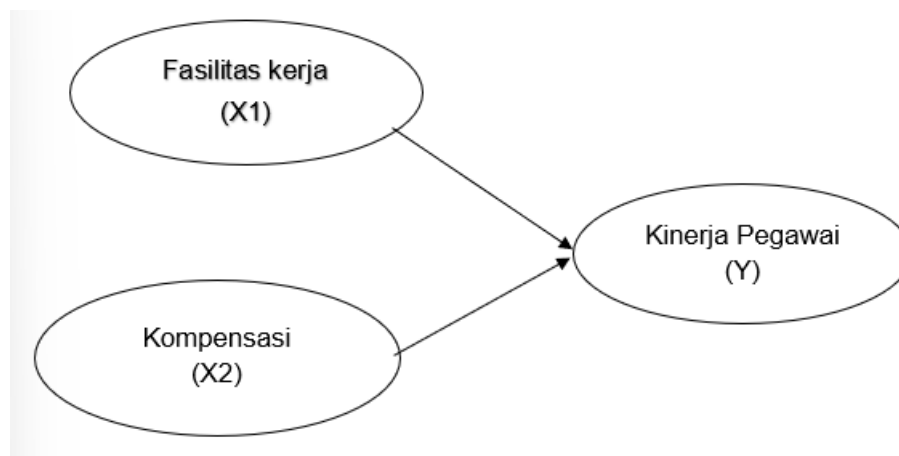 Fasilitas kerja
(X1)
Kinerja Pegawai
(Y)
Kompensasi
(X2)